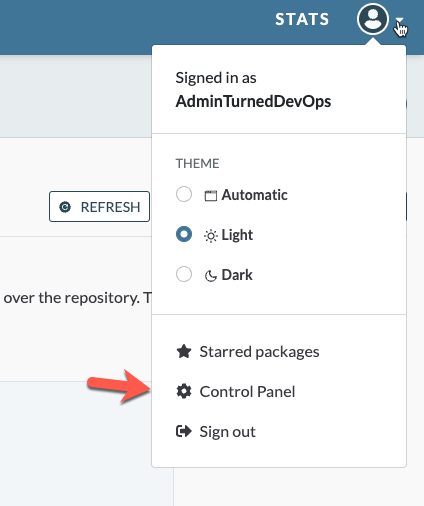 STATS
Signed in as
AdminTurnedDevOps
THEME
Automatic
REFRESH
Light
Dark
over the repository. T
Starred packages
Control Panel
Sign out